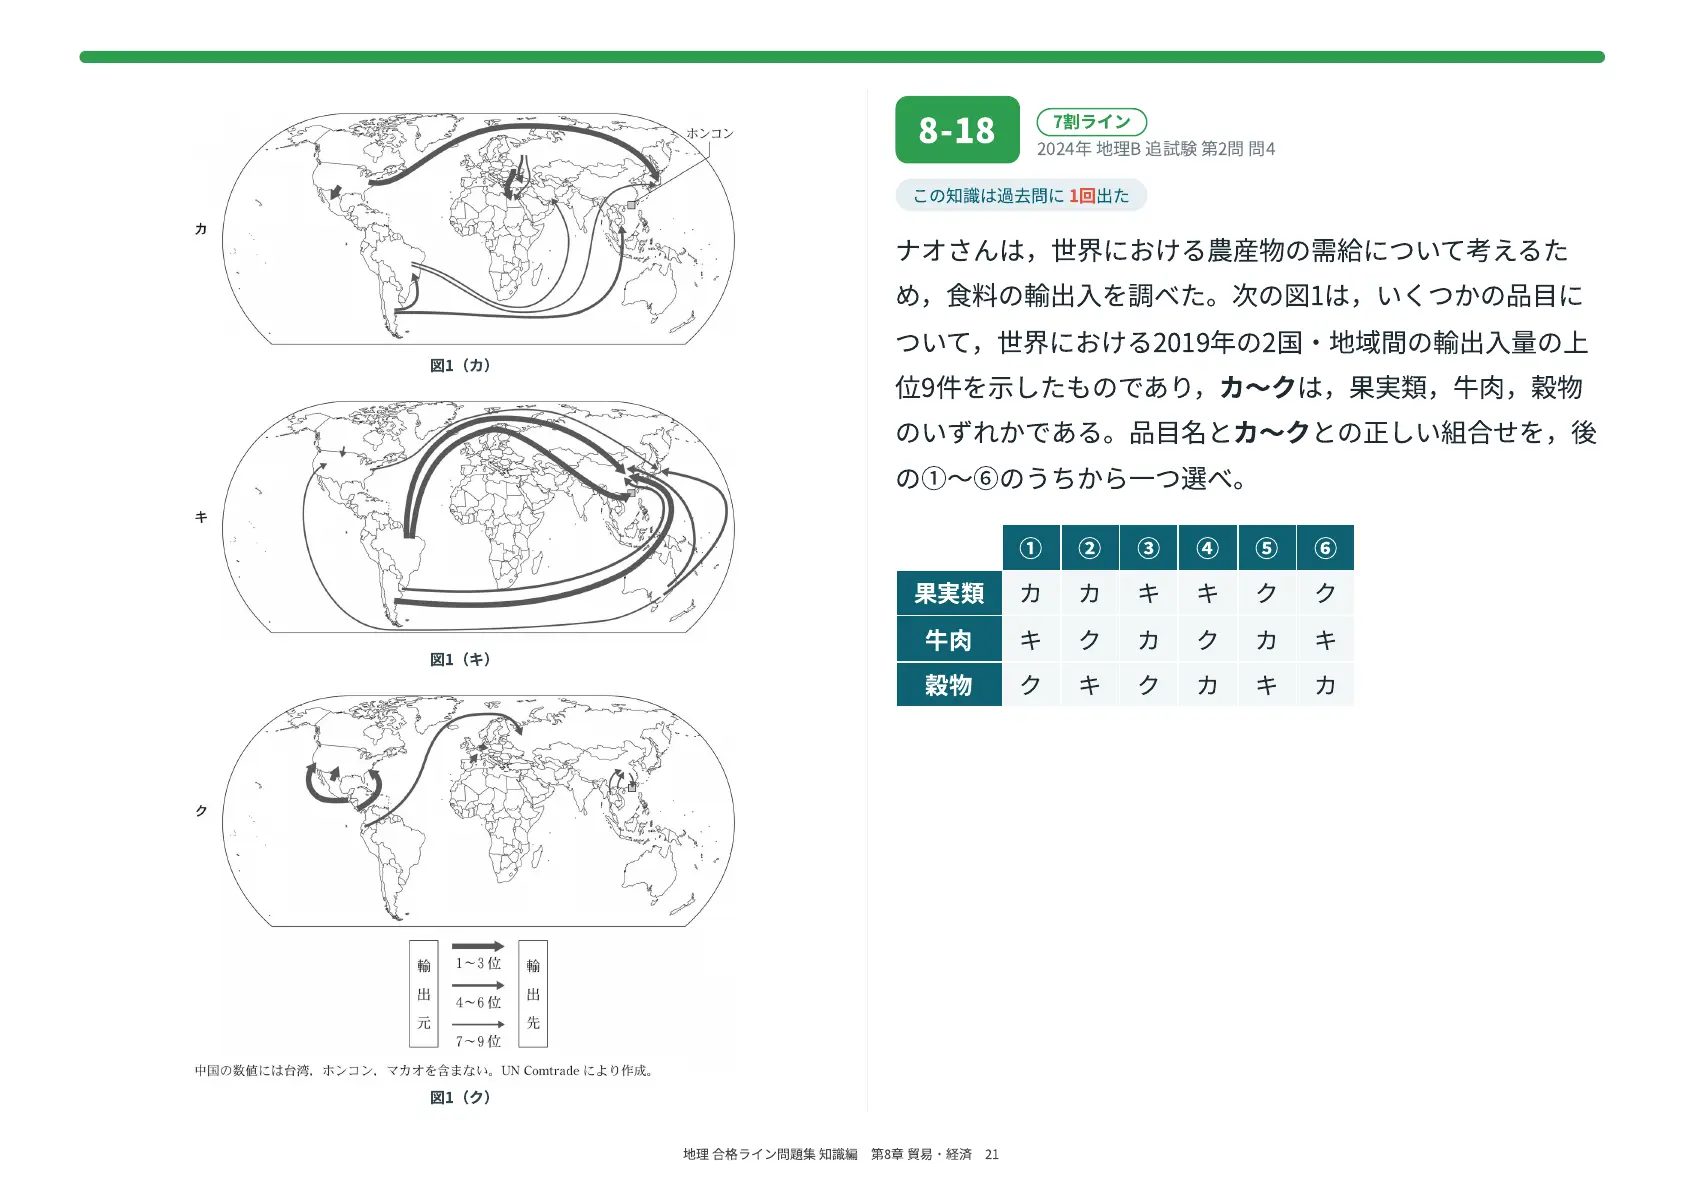 ホンコン
カ
図1（カ）
キ
図1（キ）
ク
輸出元
1～3位
4～6位
7～9位
輸出先
中国の数値には台湾，ホンコン，マカオを含まない。UN Comtrade により作成。
図1（ク）
8-18
7割ライン
2024年 地理B 追試験 第2問 問4
この知識は過去問に 1回出た
ナオさんは，世界における農産物の需給について考えるた
め，食料の輸出入を調べた。次の図1は，いくつかの品目に
ついて，世界における2019年の2国・地域間の輸出入量の上
位9件を示したものであり，カ～クは，果実類，牛肉，穀物
のいずれかである。品目名とカ～クとの正しい組合せを，後
の①～⑥のうちから一つ選べ。
① ② ③ ④ ⑤ ⑥
果実類 カ カ キ キ ク ク
牛肉 キ ク カ ク カ キ
穀物 ク キ ク カ キ カ
地理 合格ライン問題集 知識編　第8章 貿易・経済　21